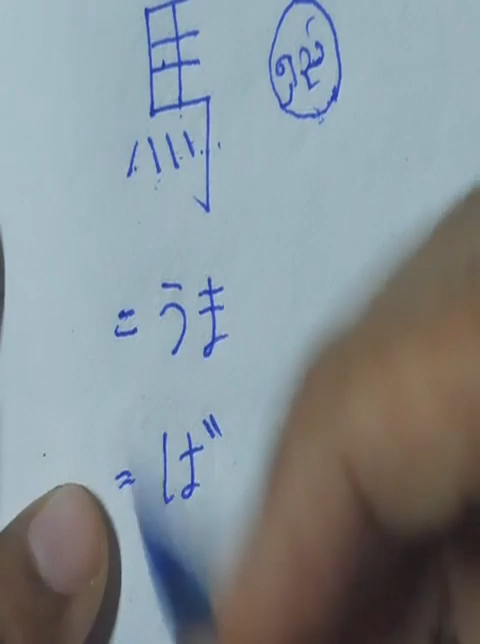 馬
= うま
= ば